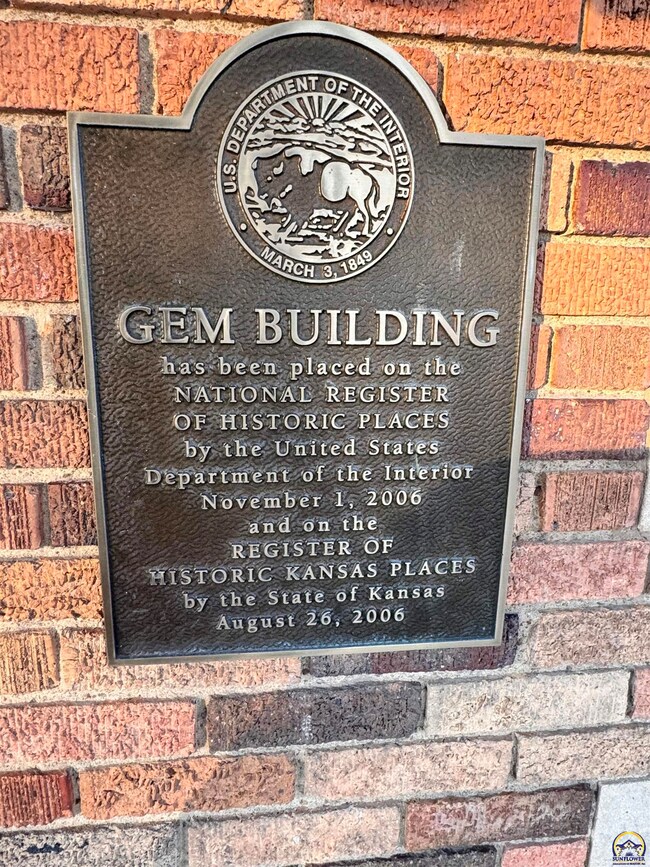 U.S. DEPARTMENT OF THE INTERIOR
MARCH 3, 1849
GEM BUILDING
has been placed on the
NATIONAL REGISTER
OF HISTORIC PLACES
by the United States
Department of the Interior
November 1, 2006
and on the
REGISTER OF
HISTORIC KANSAS PLACES
by the State of Kansas
August 26, 2006
SUNFLOWER